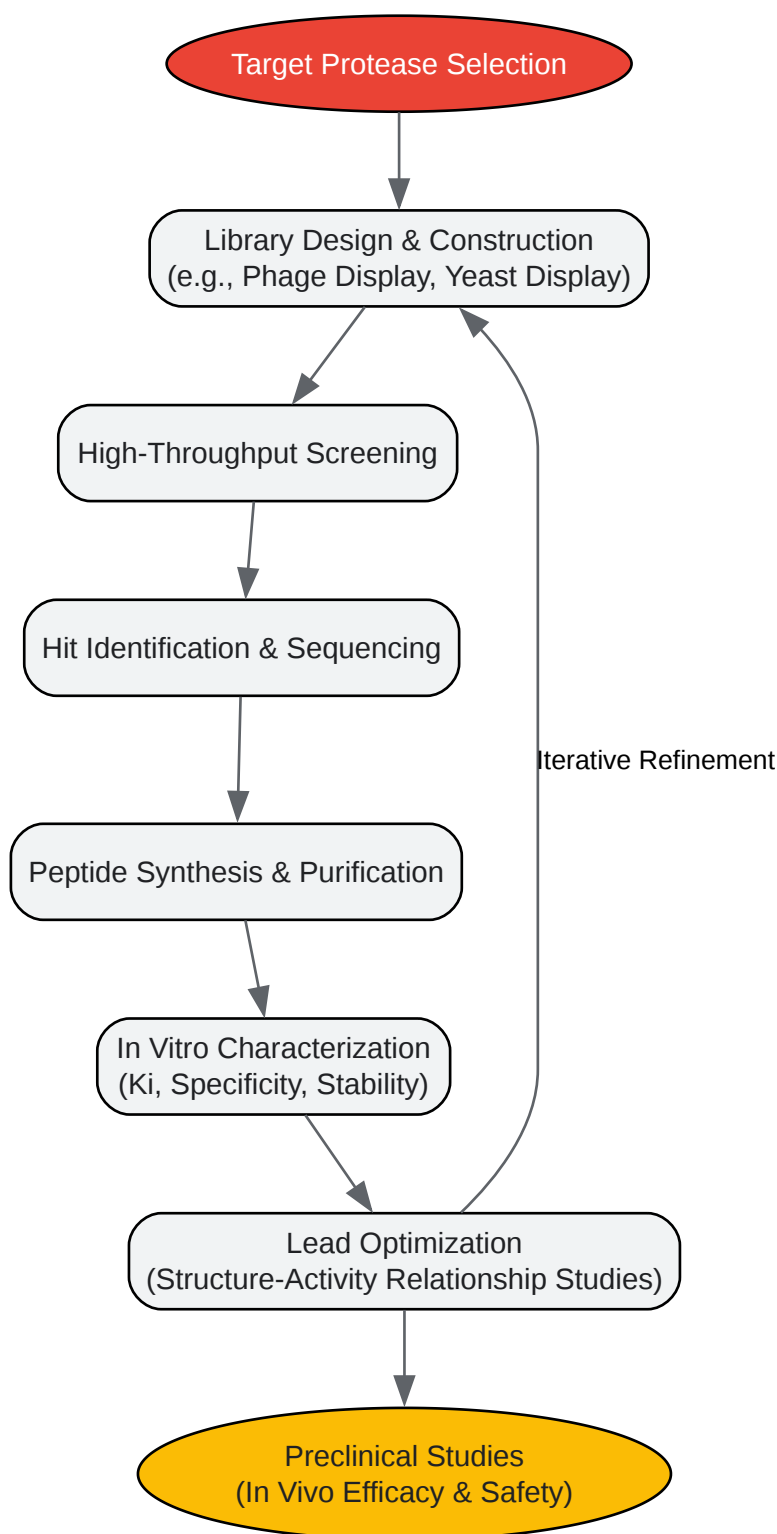 Target Protease Selection
Library Design & Construction
(e.g., Phage Display, Yeast Display)
High-Throughput Screening
Hit Identification & Sequencing
Iterative Refinement
Peptide Synthesis & Purification
In Vitro Characterization
(Ki, Specificity, Stability)
Lead Optimization
(Structure-Activity Relationship Studies)
Preclinical Studies
(In Vivo Efficacy & Safety)